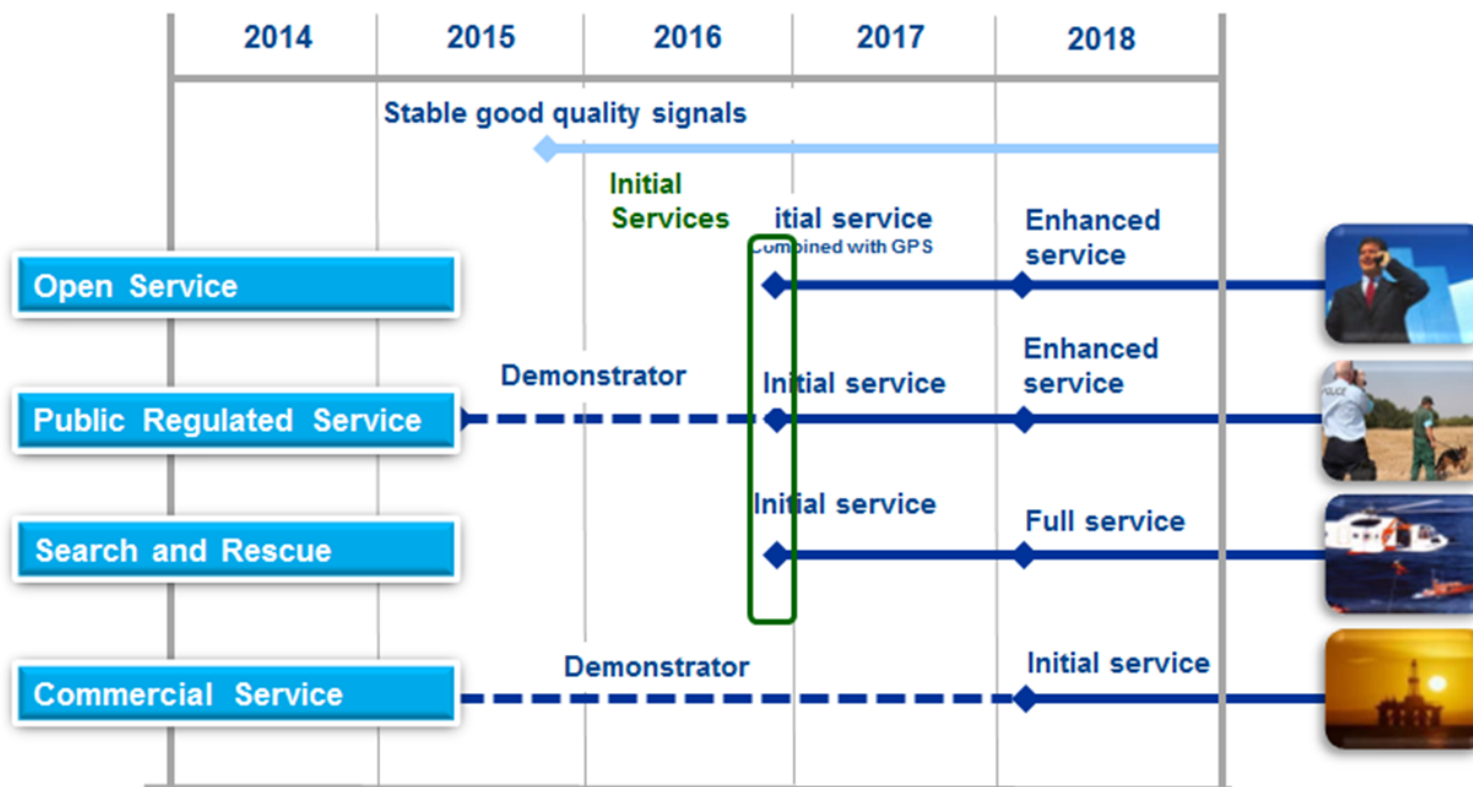 2014 2015 2016 2017 2018
Stable good quality signals
Initial
Services
itial service
Combined with GPS
Enhanced
service
Open Service
Demonstrator
Initial service
Enhanced
service
Public Regulated Service
POLICE
Initial service
Full service
Search and Rescue
Demonstrator
Initial service
Commercial Service